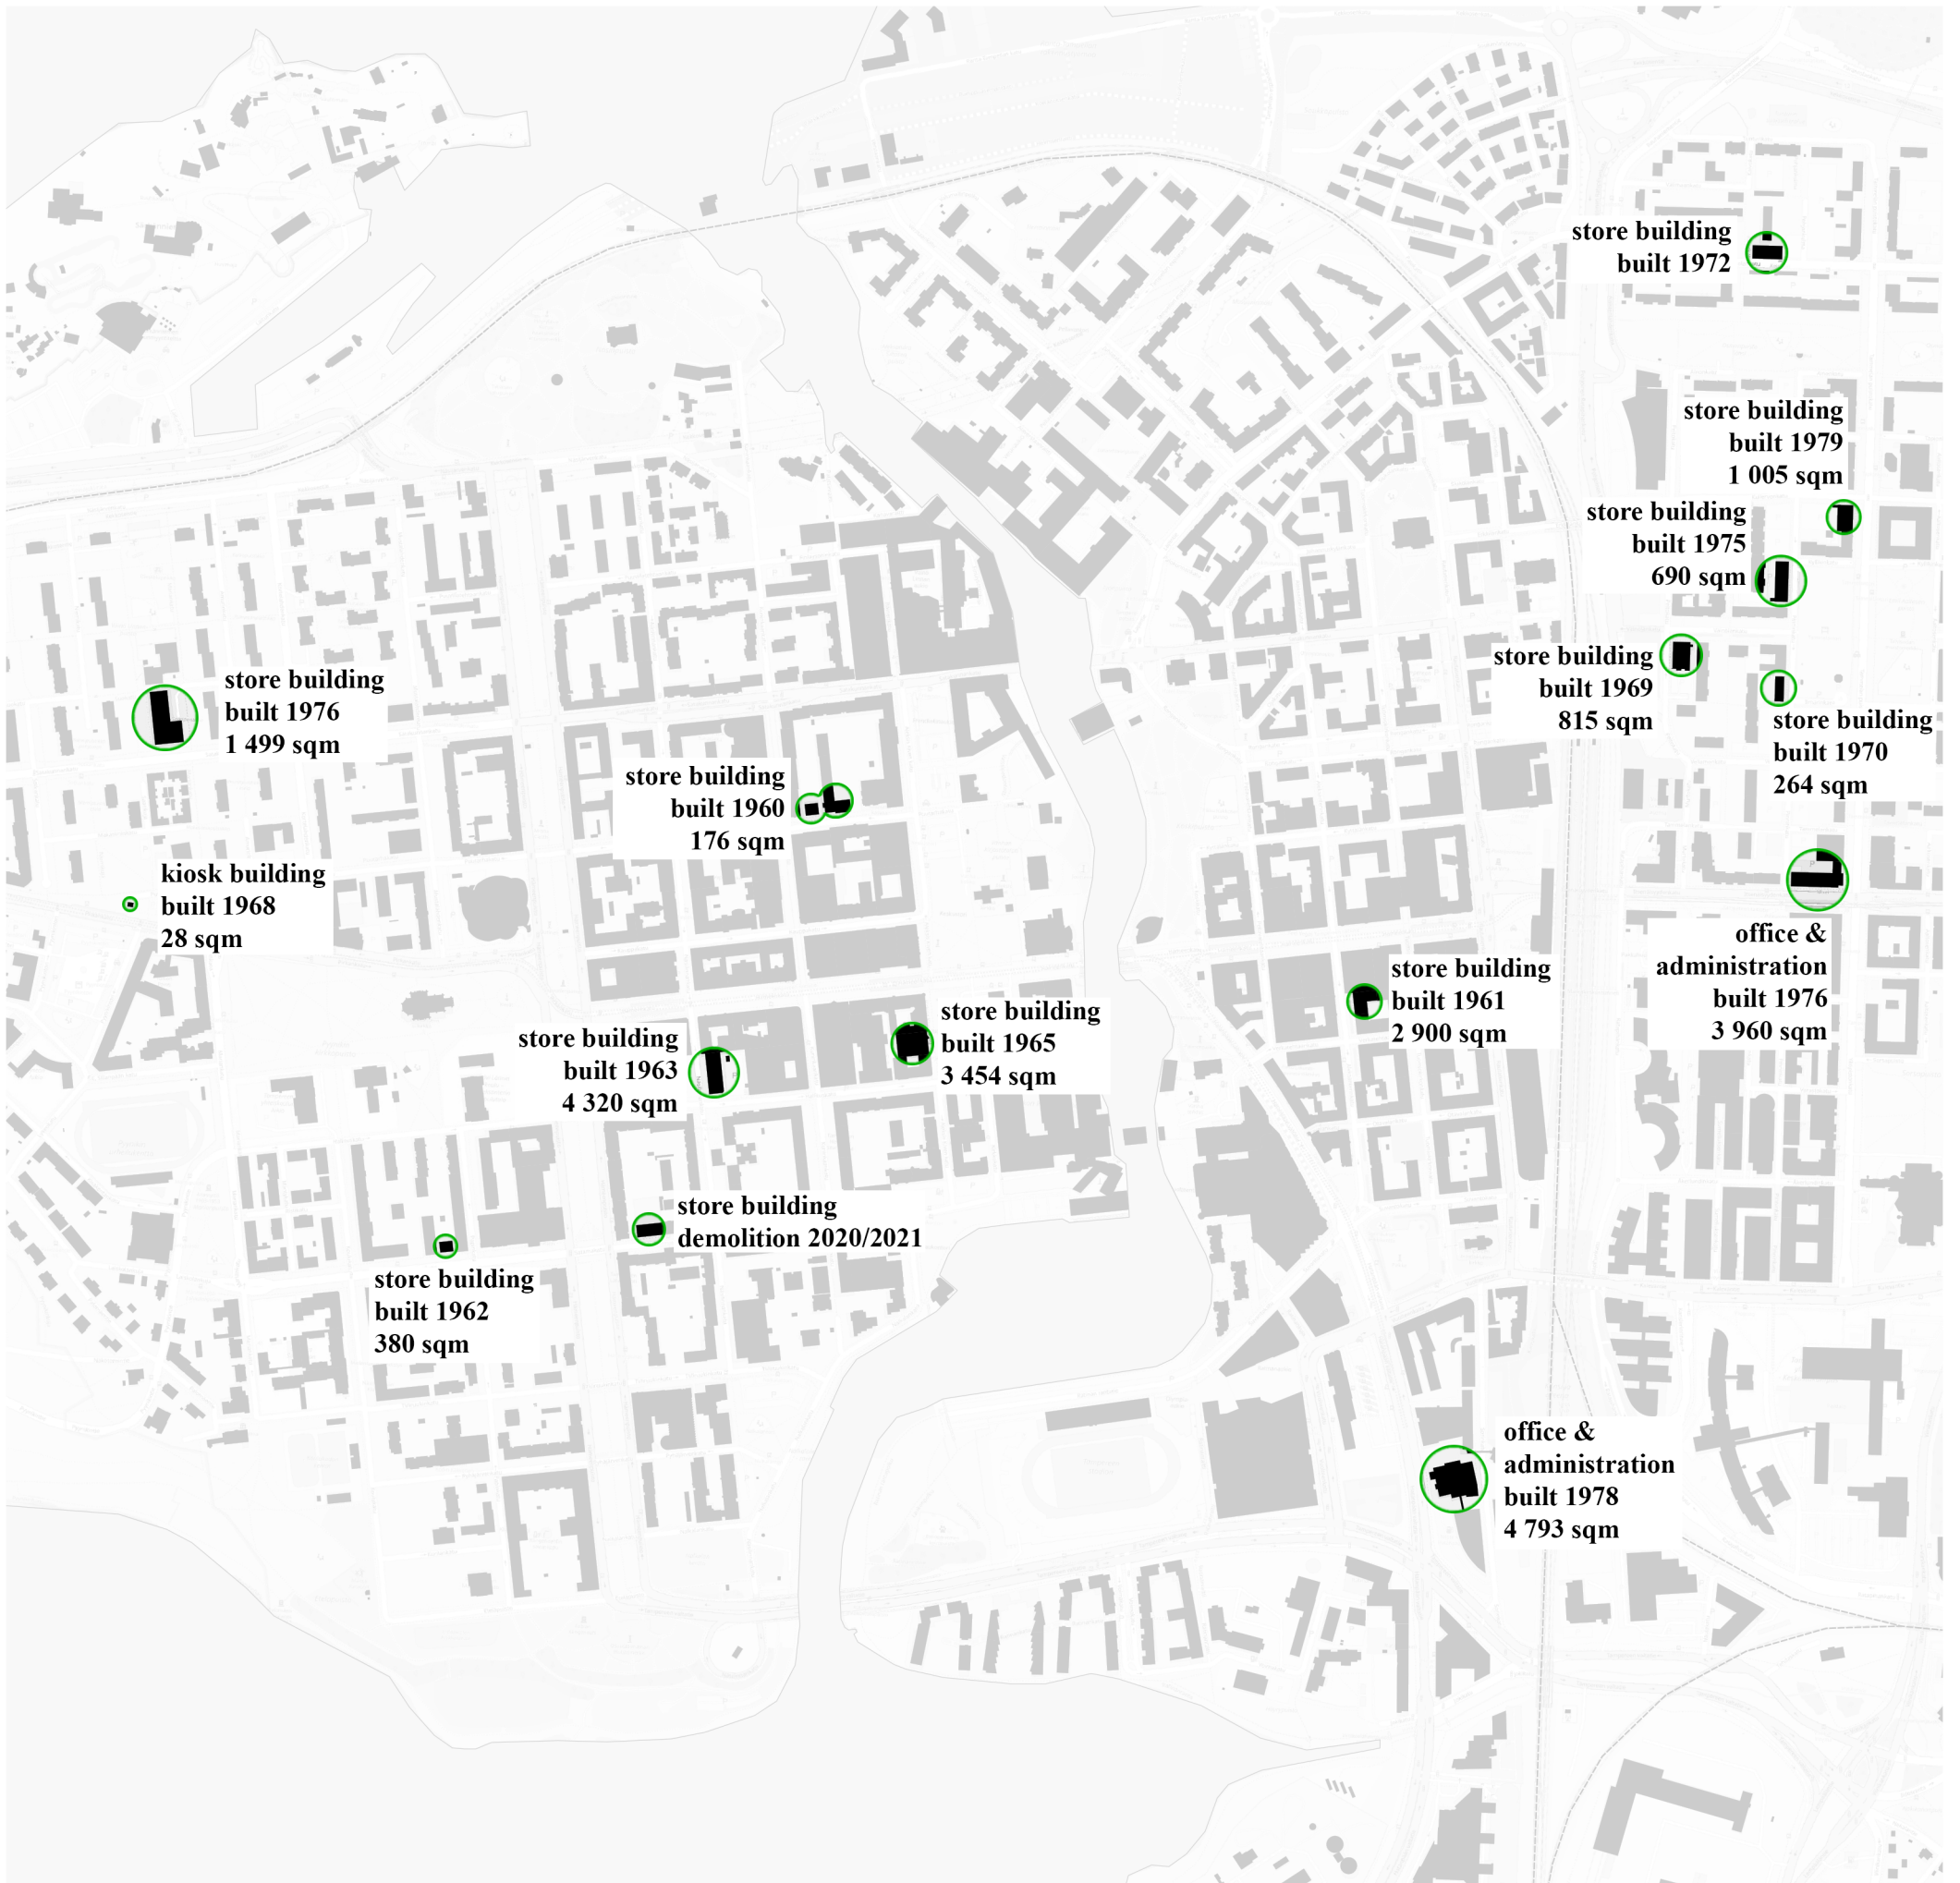 store building
built 1972
store building
built 1979
1 005 sqm
store building
built 1975
690 sqm
store building
built 1969
815 sqm
store building
built 1970
264 sqm
store building
built 1976
1 499 sqm
store building
built 1960
176 sqm
kiosk building
built 1968
28 sqm
office &
administration
built 1976
3 960 sqm
store building
built 1961
2 900 sqm
store building
built 1965
3 454 sqm
store building
built 1963
4 320 sqm
store building
demolition 2020/2021
store building
built 1962
380 sqm
office &
administration
built 1978
4 793 sqm